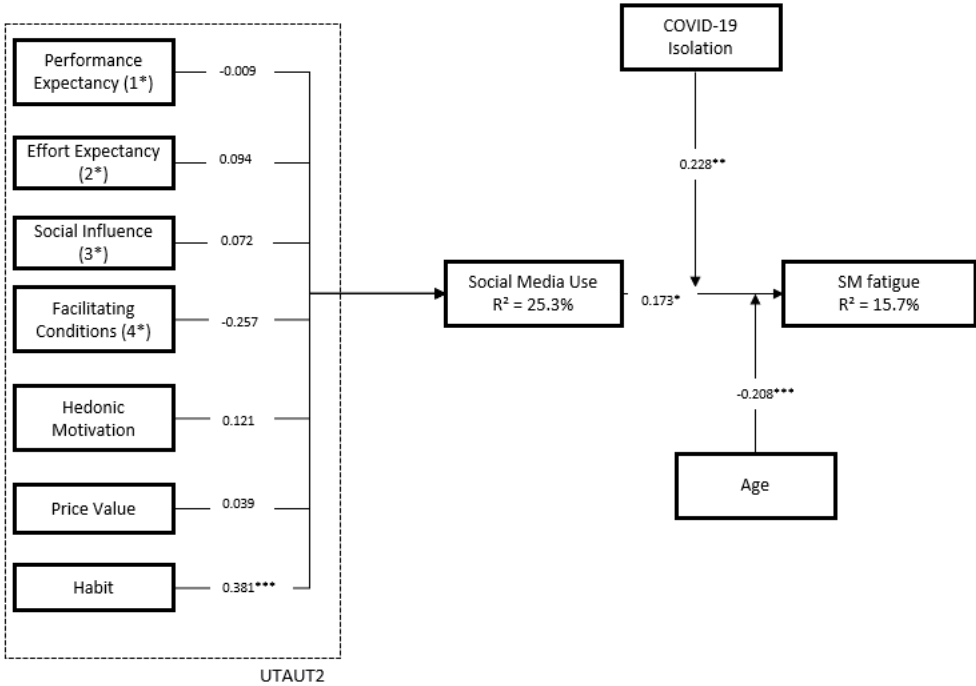 Performance
Expectancy (1*)
-0.009
Effort Expectancy
(2*)
0.094
Social Influence
(3*)
0.072
Facilitating
Conditions (4*)
-0.257
Hedonic
Motivation
0.121
Price Value
0.039
Habit
0.381***
UTAUT2
Social Media Use
R² = 25.3%
0.173*
COVID-19
Isolation
0.228**
SM fatigue
R² = 15.7%
-0.208***
Age